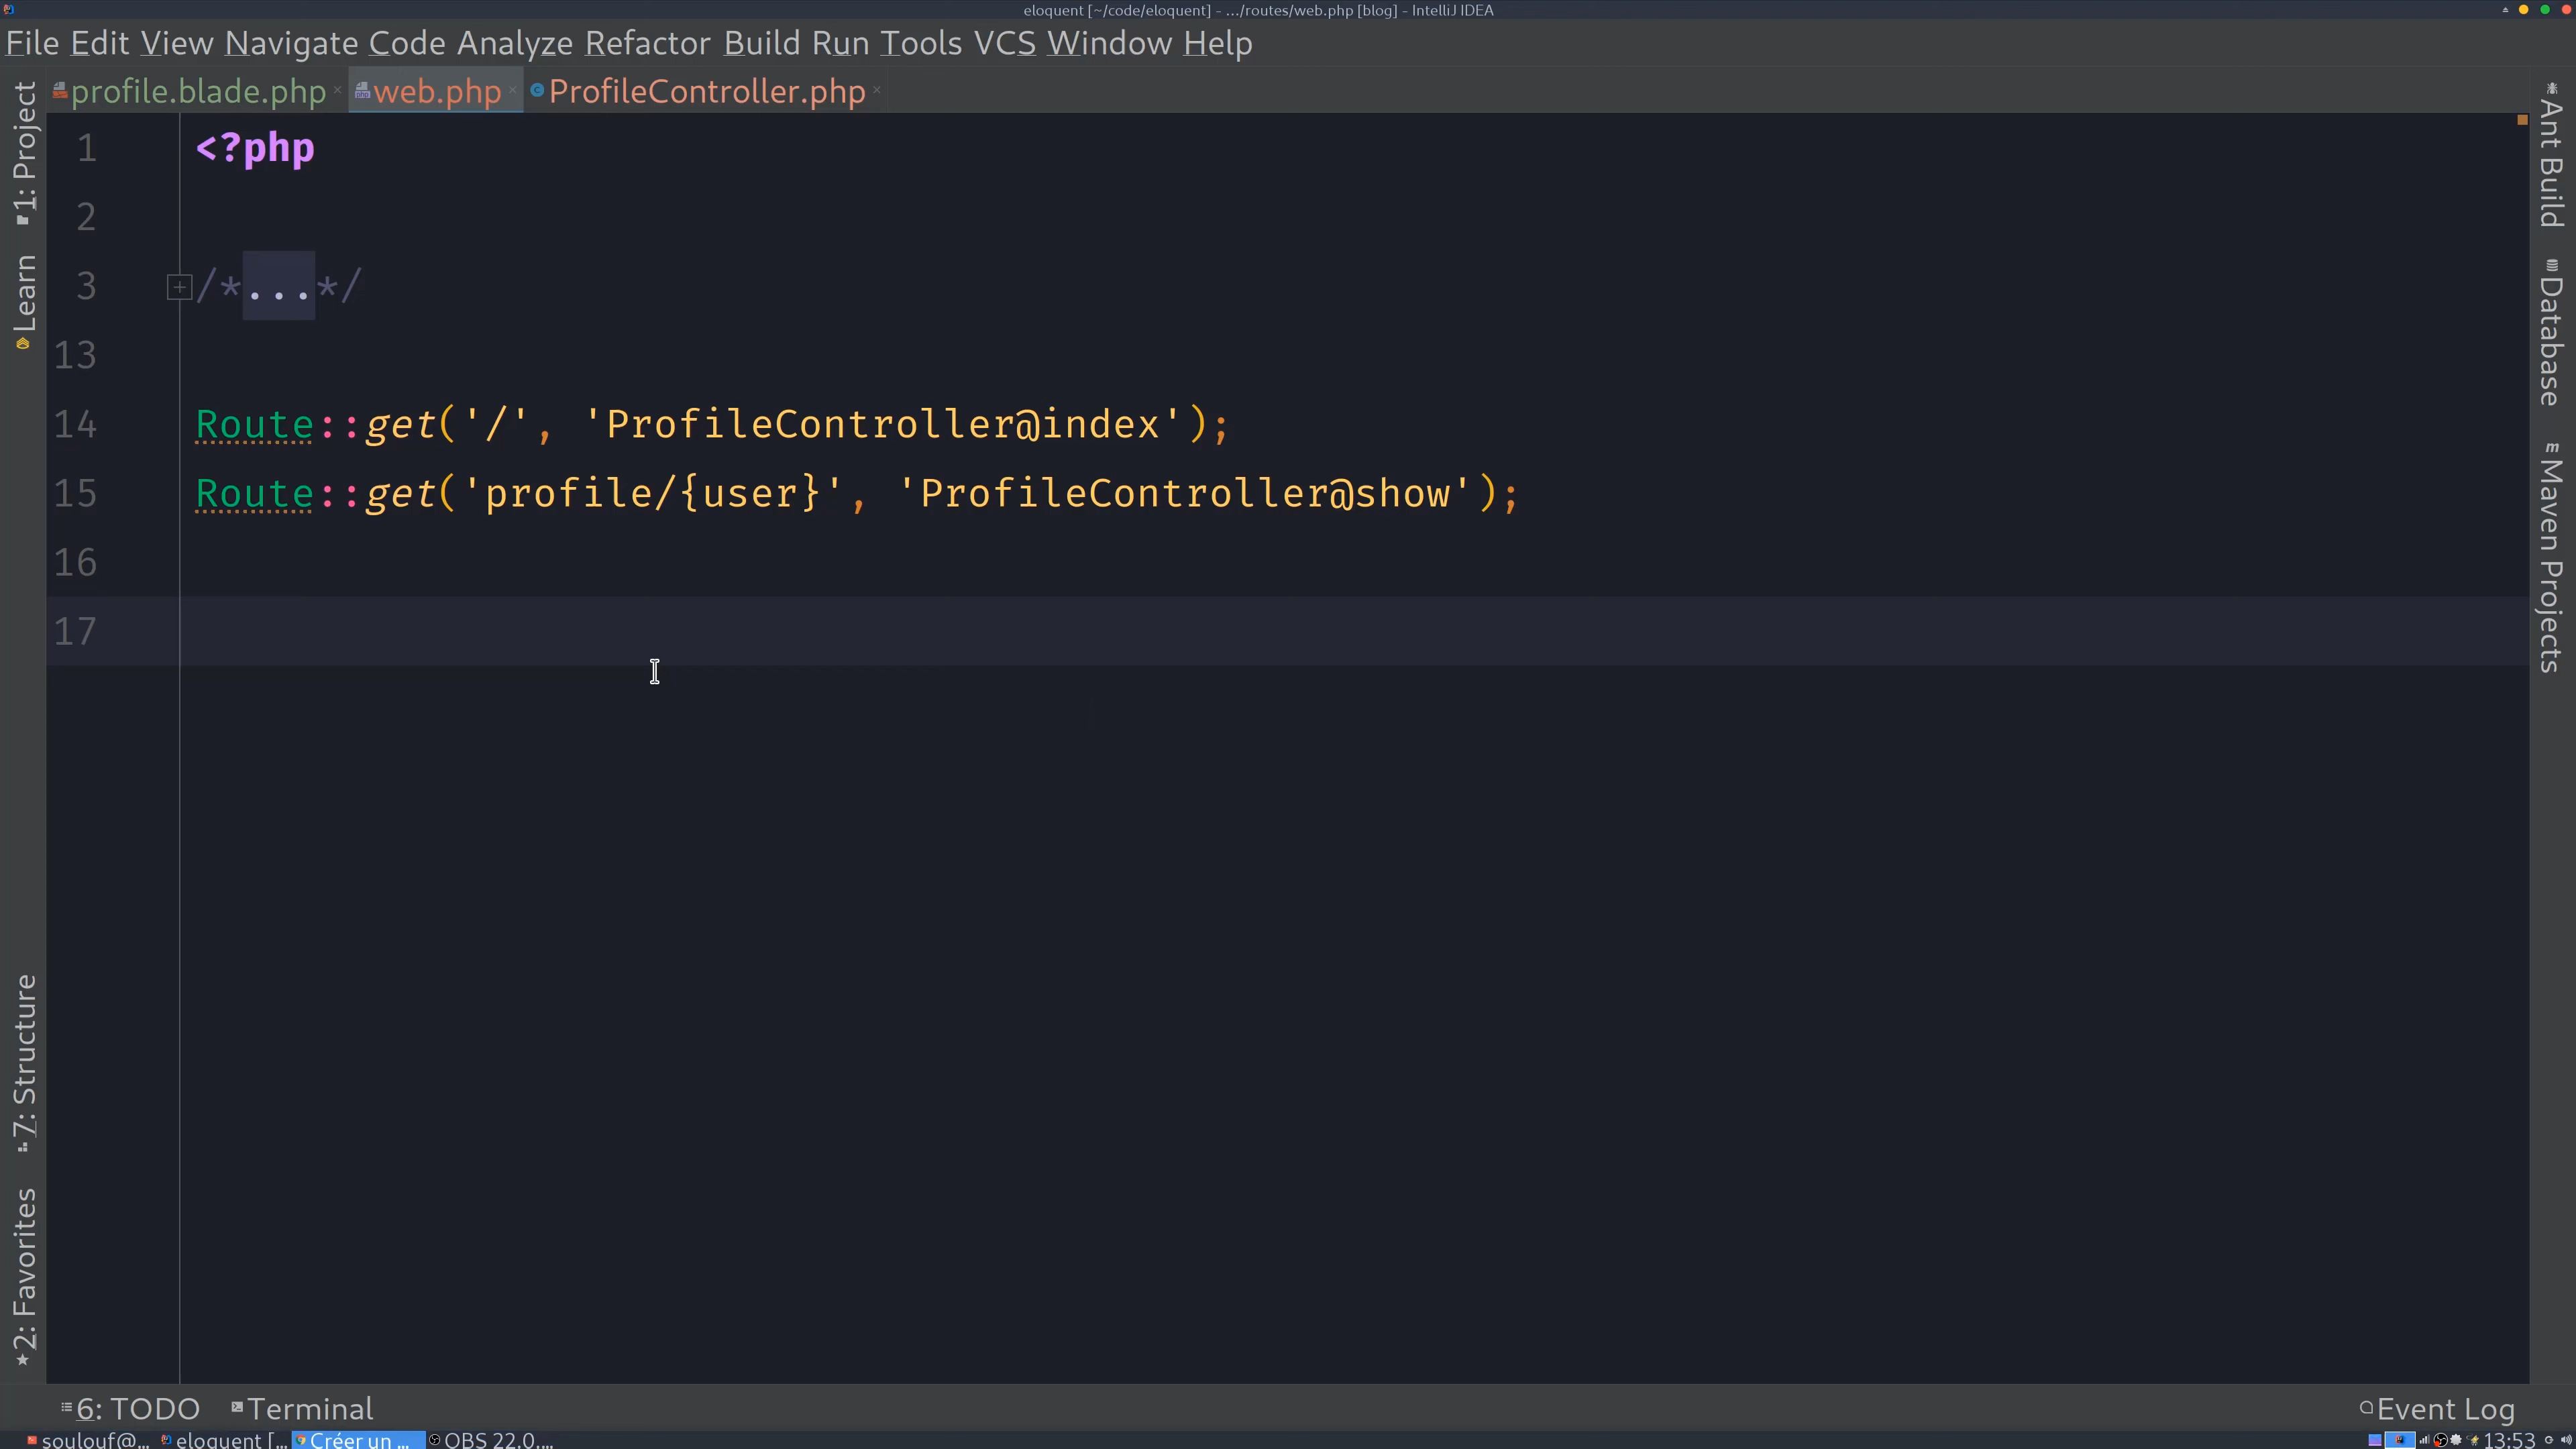 eloquent [~/code/eloquent] - .../routes/web.php [blog] - IntelliJ IDEA
File Edit View Navigate Code Analyze Refactor Build Run Tools VCS Window Help
profile.blade.php web.php ProfileController.php
1: Project
Learn
7: Structure
2: Favorites
1 <?php
2
3 /*...*/
13
14 Route::get('/', 'ProfileController@index');
15 Route::get('profile/{user}', 'ProfileController@show');
16
17
Ant Build
Database
Maven Projects
6: TODO Terminal Event Log
soulouf@... eloquent [... Créer un ... OBS 22.0.... 13:53